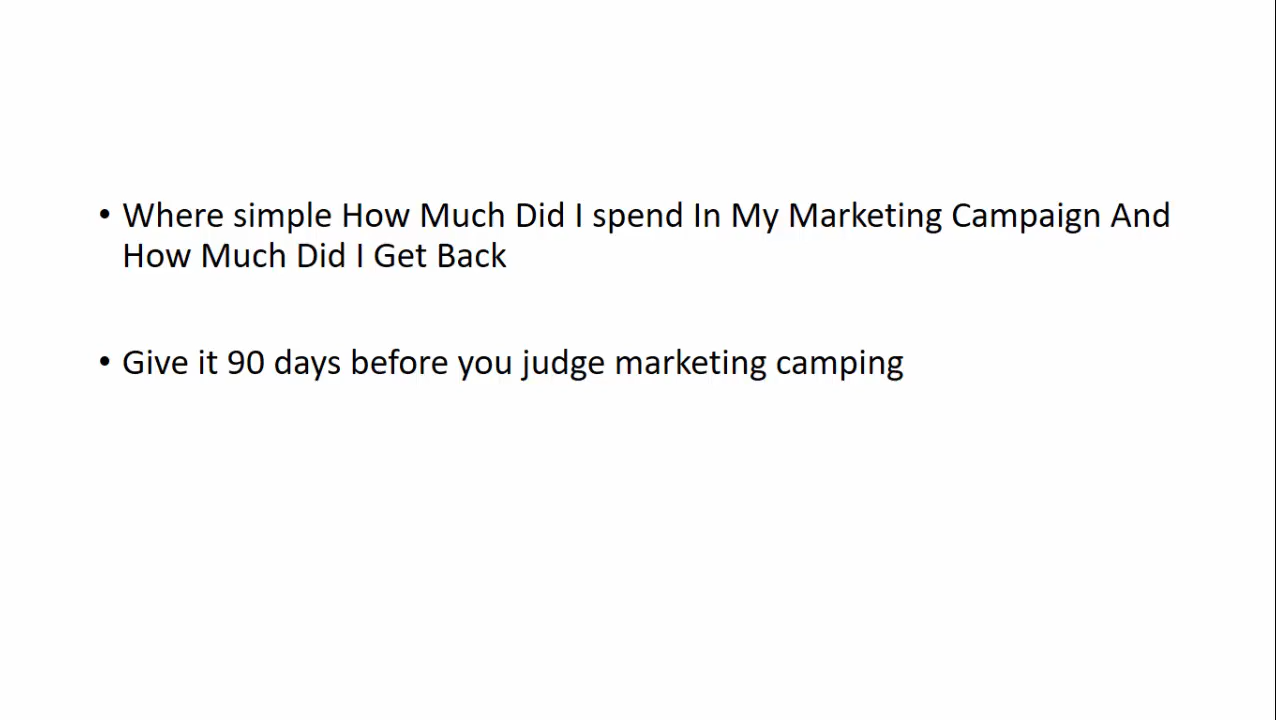 • Where simple How Much Did I spend In My Marketing Campaign And
How Much Did I Get Back
• Give it 90 days before you judge marketing camping